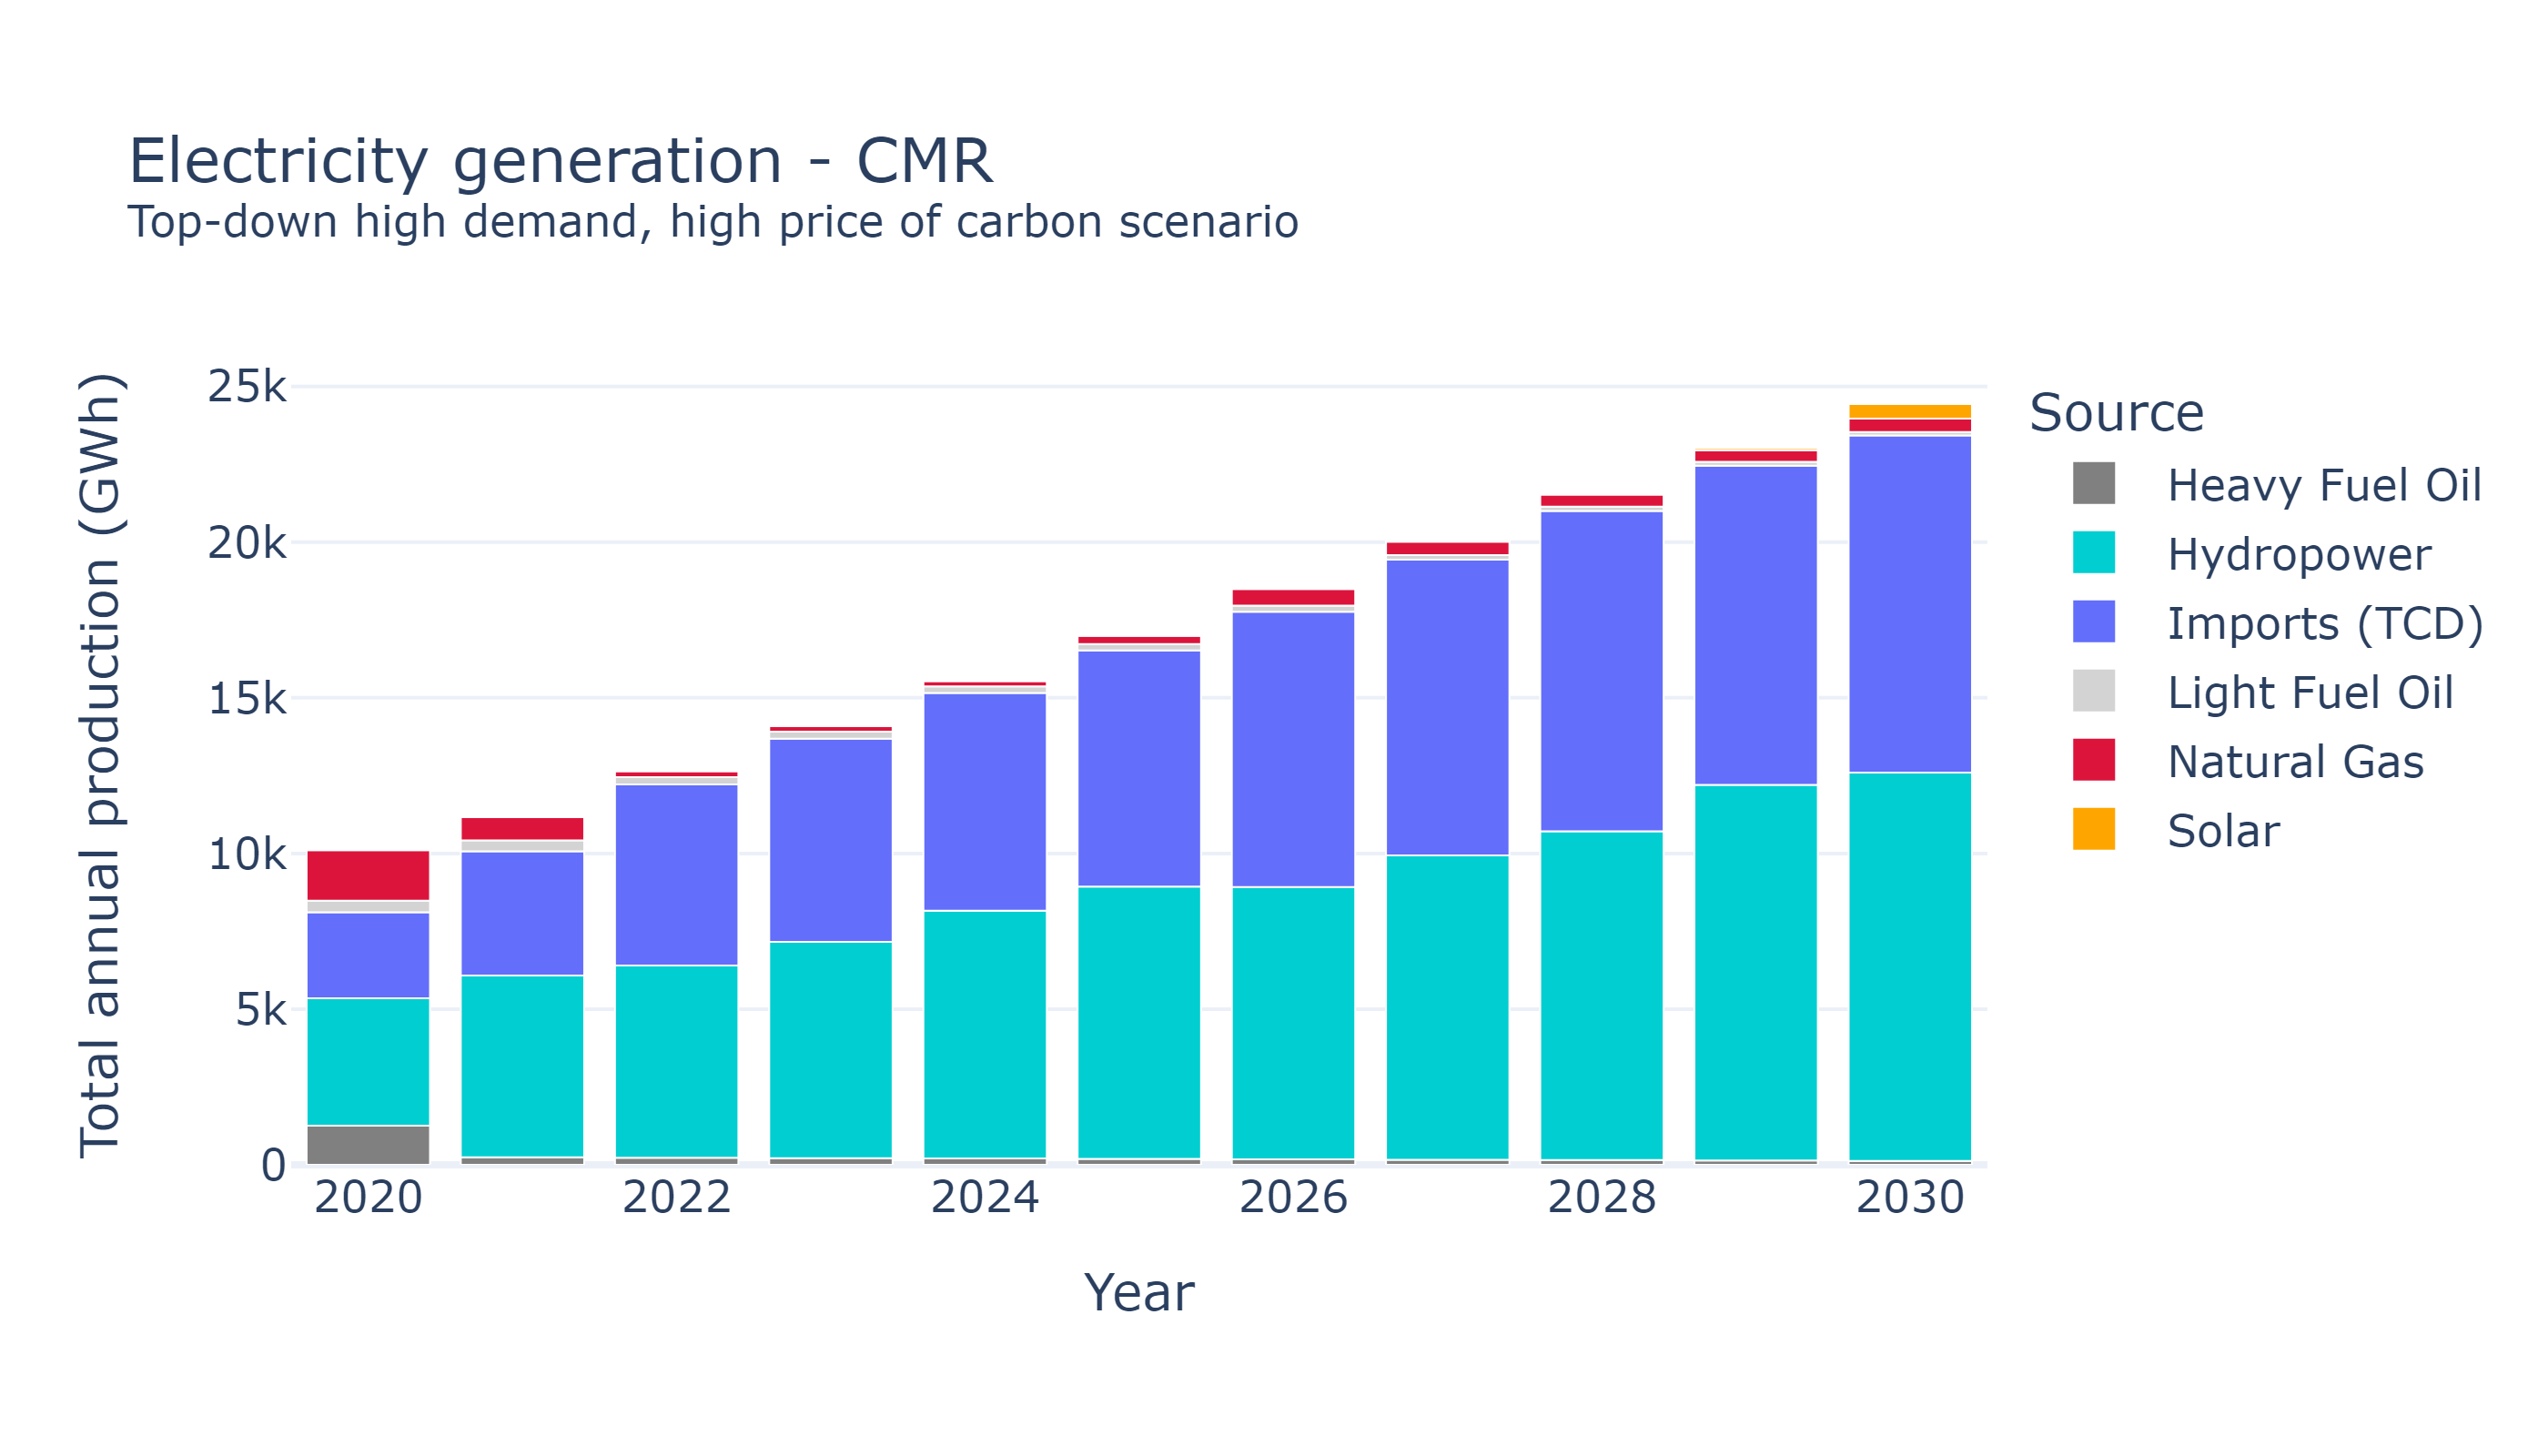 Electricity generation - CMR
Top-down high demand, high price of carbon scenario
Total annual production (GWh)
25k
20k
15k
10k
5k
0
2020
2022
2024
2026
2028
2030
Year
Source
Heavy Fuel Oil
Hydropower
Imports (TCD)
Light Fuel Oil
Natural Gas
Solar